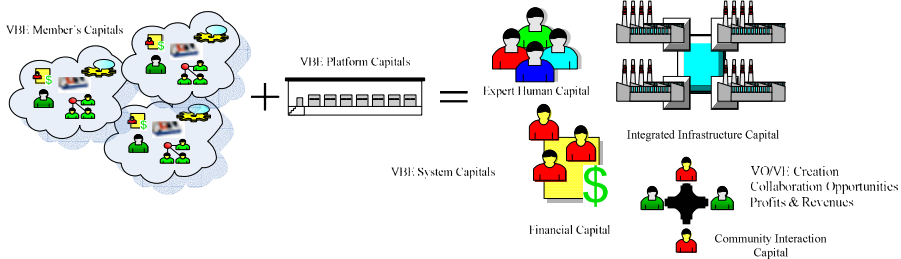 VBE Member's Capitals
$
$
$
VBE Platform Capitals
Expert Human Capital
Integrated Infrastructure Capital
VBE System Capitals
$
Financial Capital
VO/VE Creation
Collaboration Opportunities
Profits & Revenues
Community Interaction
Capital